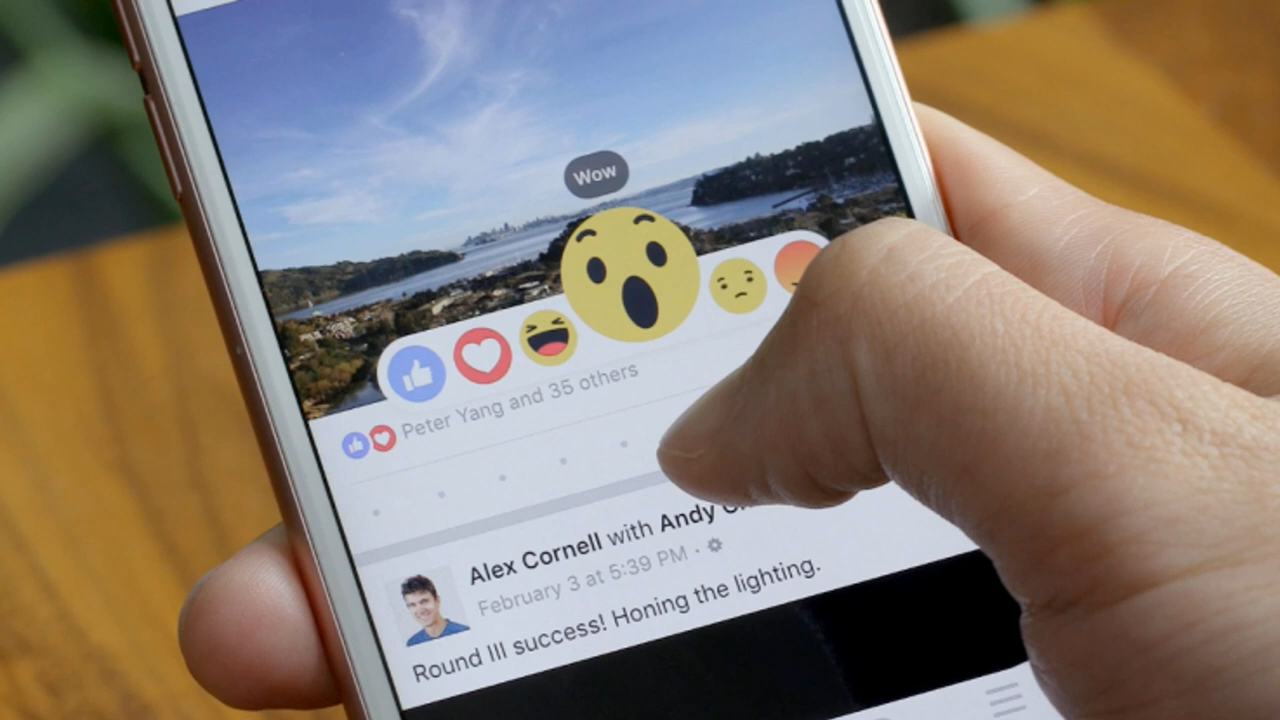 Wow
Peter Yang and 35 others
Alex Cornell with Andy
February 3 at 5:39 PM ·
Round III success! Honing the lighting.